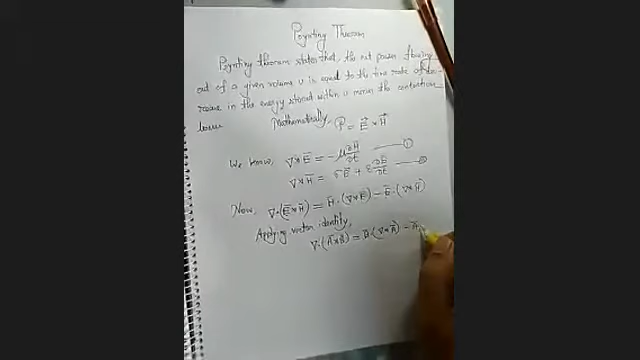 Poynting Theorem
Poynting theorem states that, the net power flowing
out of a given volume v is equal to the time rate of de-
crease in the energy stored within v minus the conduction
losses
Mathematically, P = E × H
We know, ∇×E = -μ ∂H/∂t — ①
∇×H = σE + ε ∂E/∂t — ②
Now, ∇·(E×H) = H·(∇×E) - E·(∇×H)
Applying vector identity,
∇·(A×B) = B·(∇×A) - A